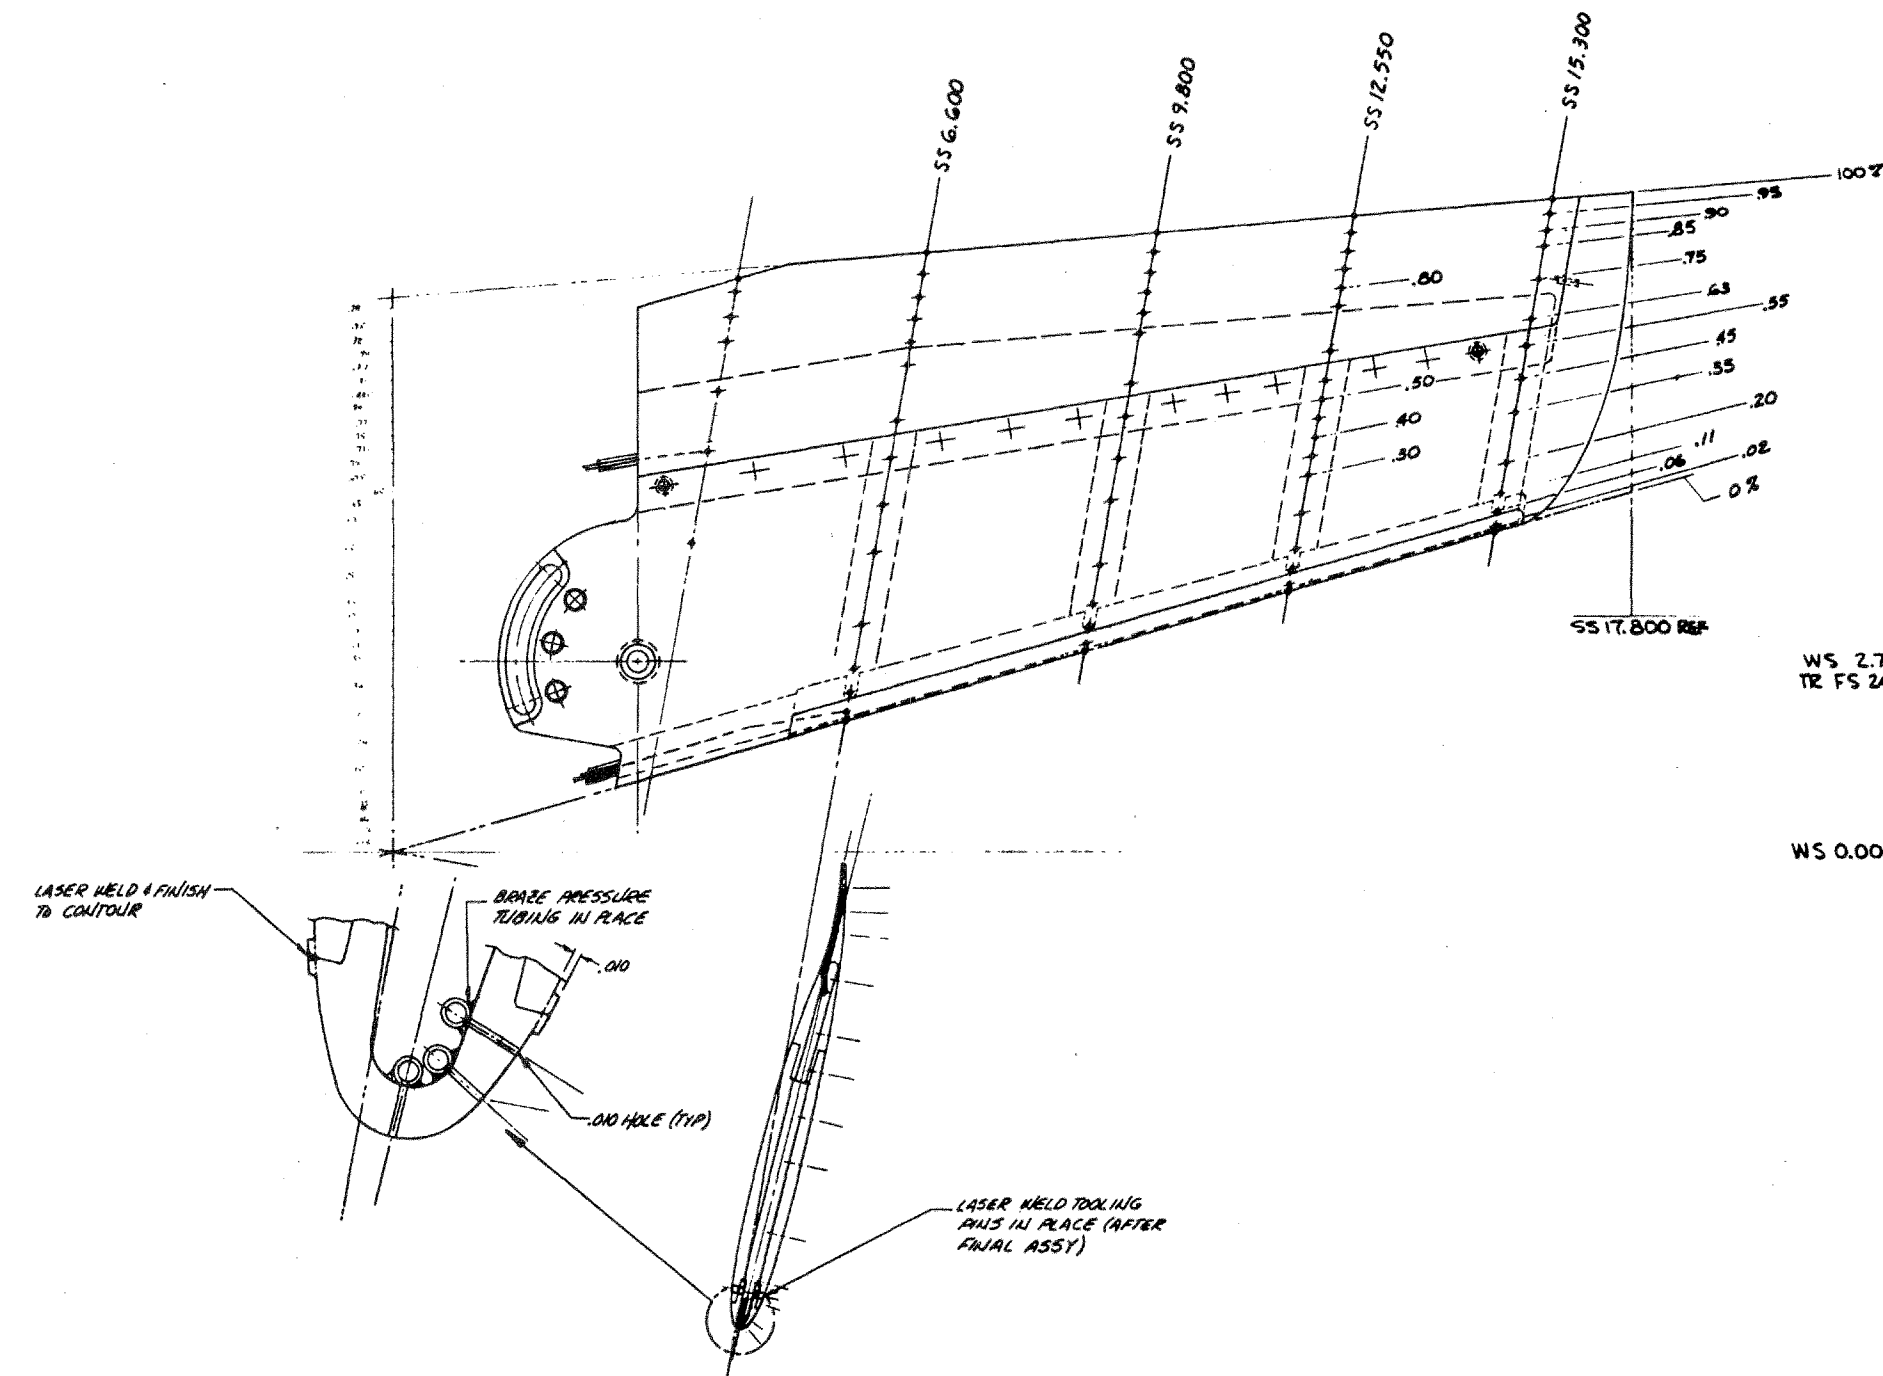 SS 6.600
SS 9.800
SS 12.550
SS 15.300
100%
.95
.90
.85
.75
.80
.63
.55
.45
.50
.35
.40
.20
.30
.11
.06
.02
0%
SS 17.800 REF
WS 2.7
TR FS
WS 0.00
LASER WELD & FINISH
TO CONTOUR
BRAZE PRESSURE
TUBING IN PLACE
.010
.010 HOLE (TYP)
LASER WELD TOOLING
PINS IN PLACE (AFTER
FINAL ASSY)